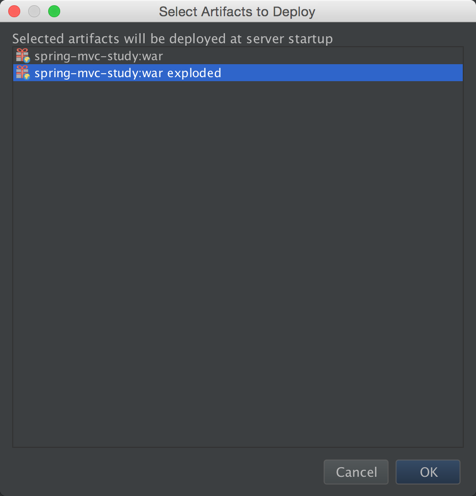 Select Artifacts to Deploy
Selected artifacts will be deployed at server startup
spring-mvc-study:war
spring-mvc-study:war exploded
Cancel
OK